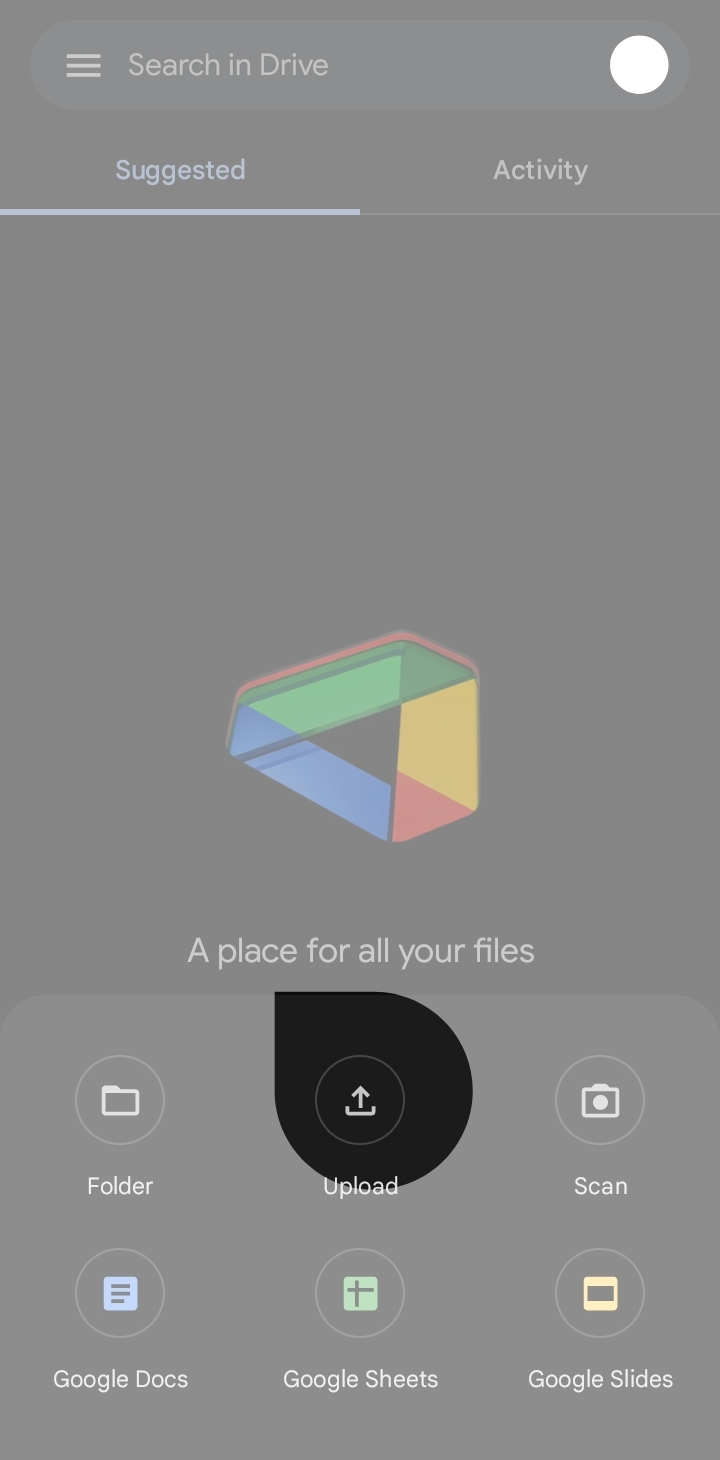 Search in Drive
Suggested
Activity
A place for all your files
Folder
Upload
Scan
Google Docs
Google Sheets
Google Slides